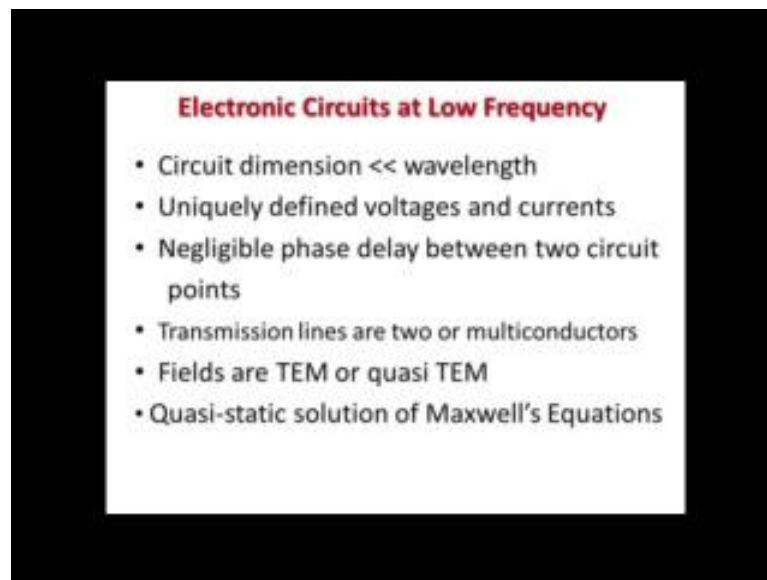 Electronic Circuits at Low Frequency
• Circuit dimension << wavelength
• Uniquely defined voltages and currents
• Negligible phase delay between two circuit
points
• Transmission lines are two or multiconductors
• Fields are TEM or quasi TEM
• Quasi-static solution of Maxwell's Equations